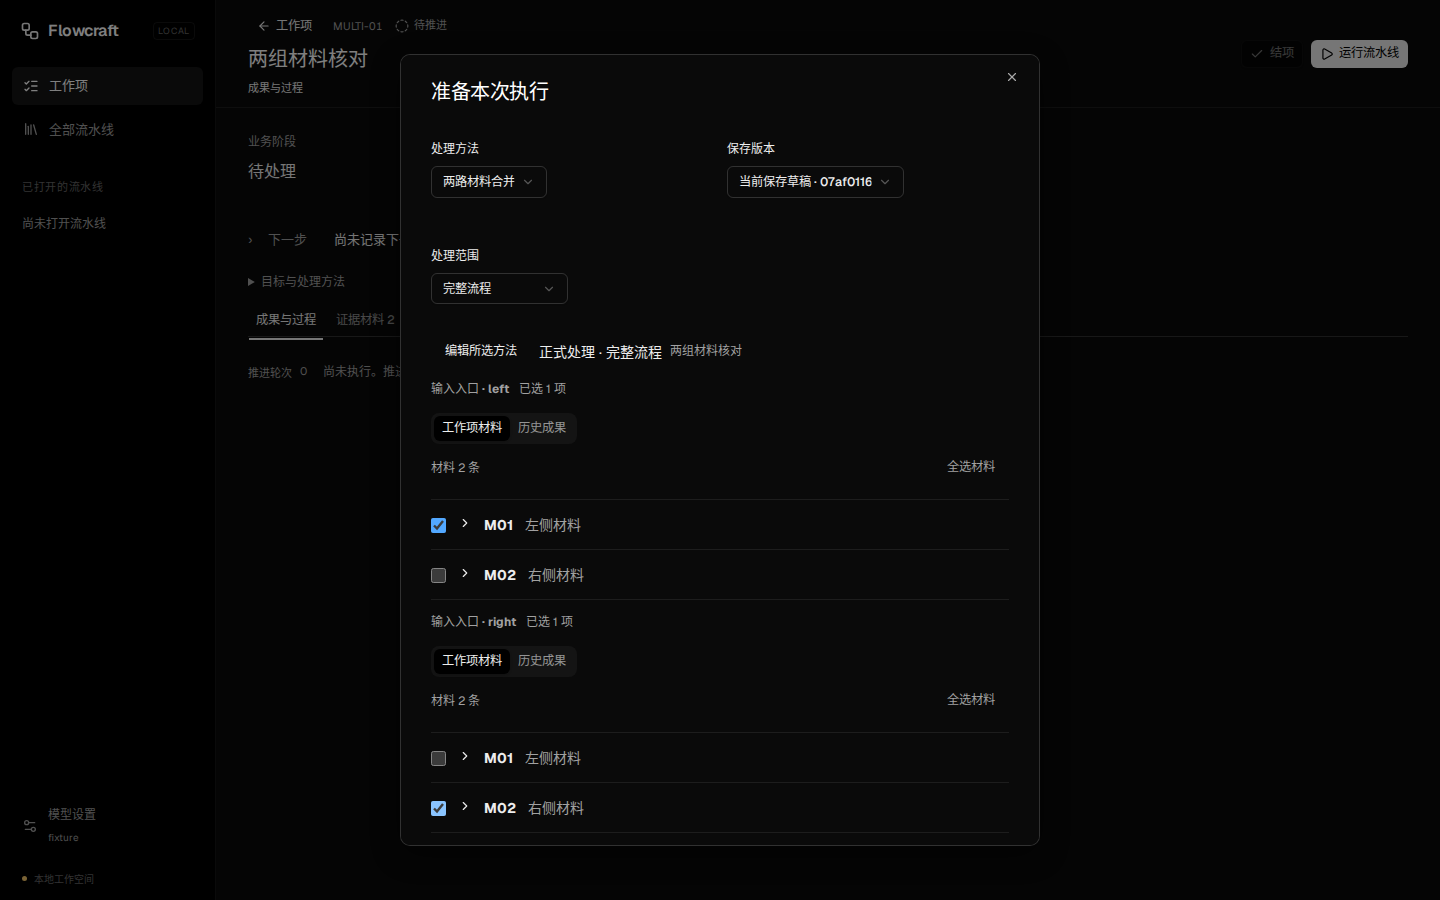 Flowcraft
LOCAL
工作项
全部流水线
已打开的流水线
尚未打开流水线
模型设置
fixture
本地工作空间
工作项 MULTI-01 待推进
两组材料核对
成果与过程
结项
运行流水线
业务阶段
待处理
下一步 尚未记录下
目标与处理方法
成果与过程 证据材料 2
推进轮次 0 尚未执行。推进
准备本次执行
处理方法
两路材料合并
保存版本
当前保存草稿 · 07af0116
处理范围
完整流程
编辑所选方法 正式处理 · 完整流程 两组材料核对
输入入口 · left 已选 1 项
工作项材料 历史成果
材料 2 条 全选材料
M01 左侧材料
M02 右侧材料
输入入口 · right 已选 1 项
工作项材料 历史成果
材料 2 条 全选材料
M01 左侧材料
M02 右侧材料